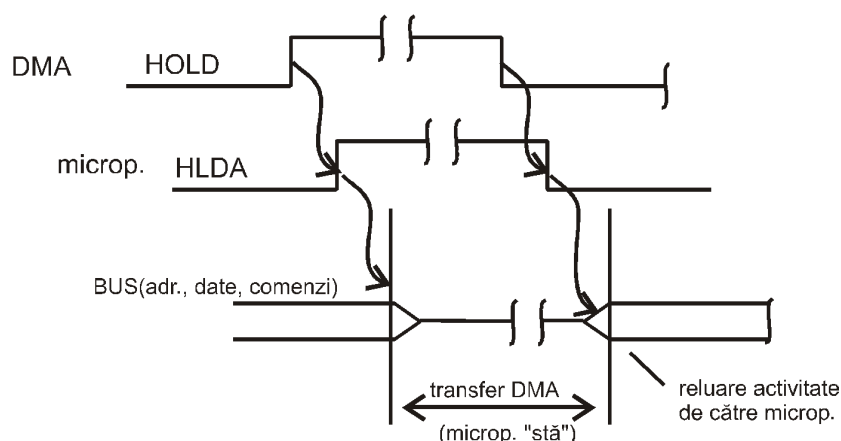 DMA HOLD
microp. HLDA
BUS(adr., date, comenzi)
transfer DMA
(microp. "stă")
reluare activitate
de către microp.